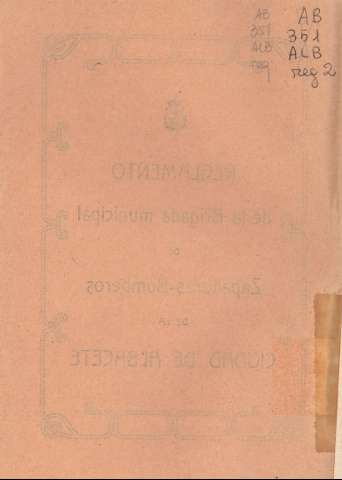 AB
351
ALB
reg
AB
351
ALB
reg 2
REGLAMENTO
de la Brigada municipal
DE
Zapadores-Bomberos
DE LA
CIUDAD DE ALBACETE